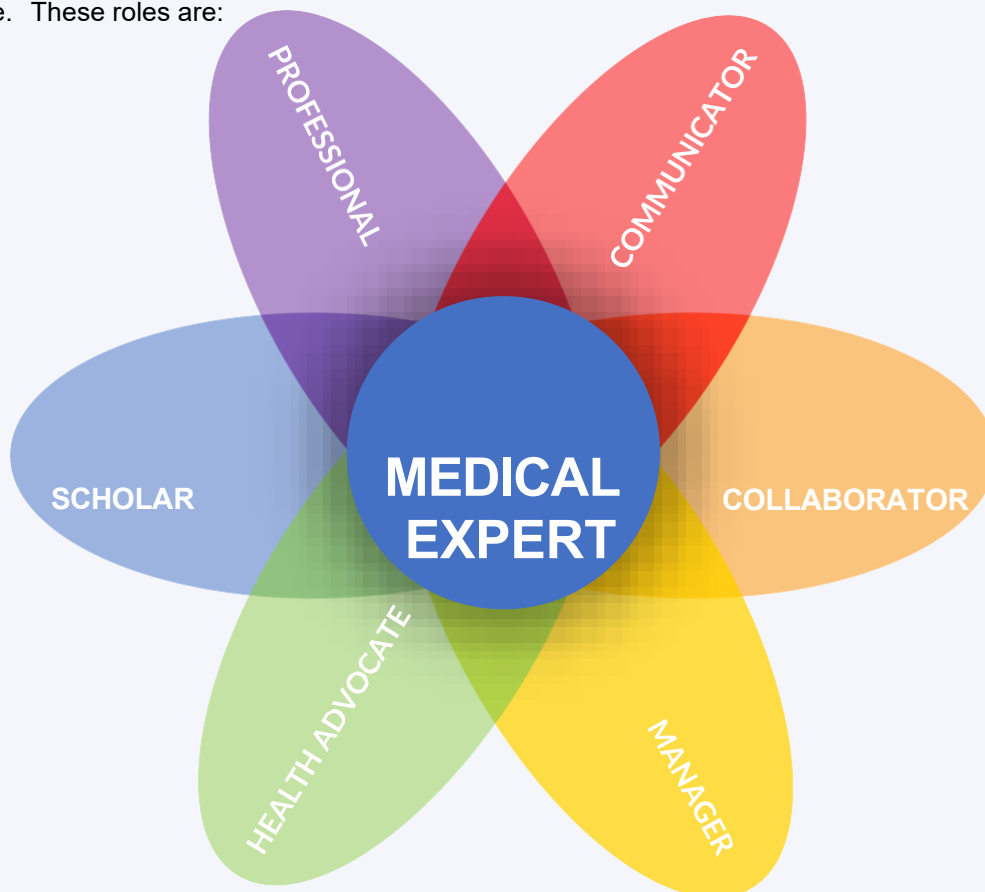 e. These roles are:
PROFESSIONAL
COMMUNICATOR
SCHOLAR
MEDICAL
EXPERT
COLLABORATOR
HEALTH ADVOCATE
MANAGER